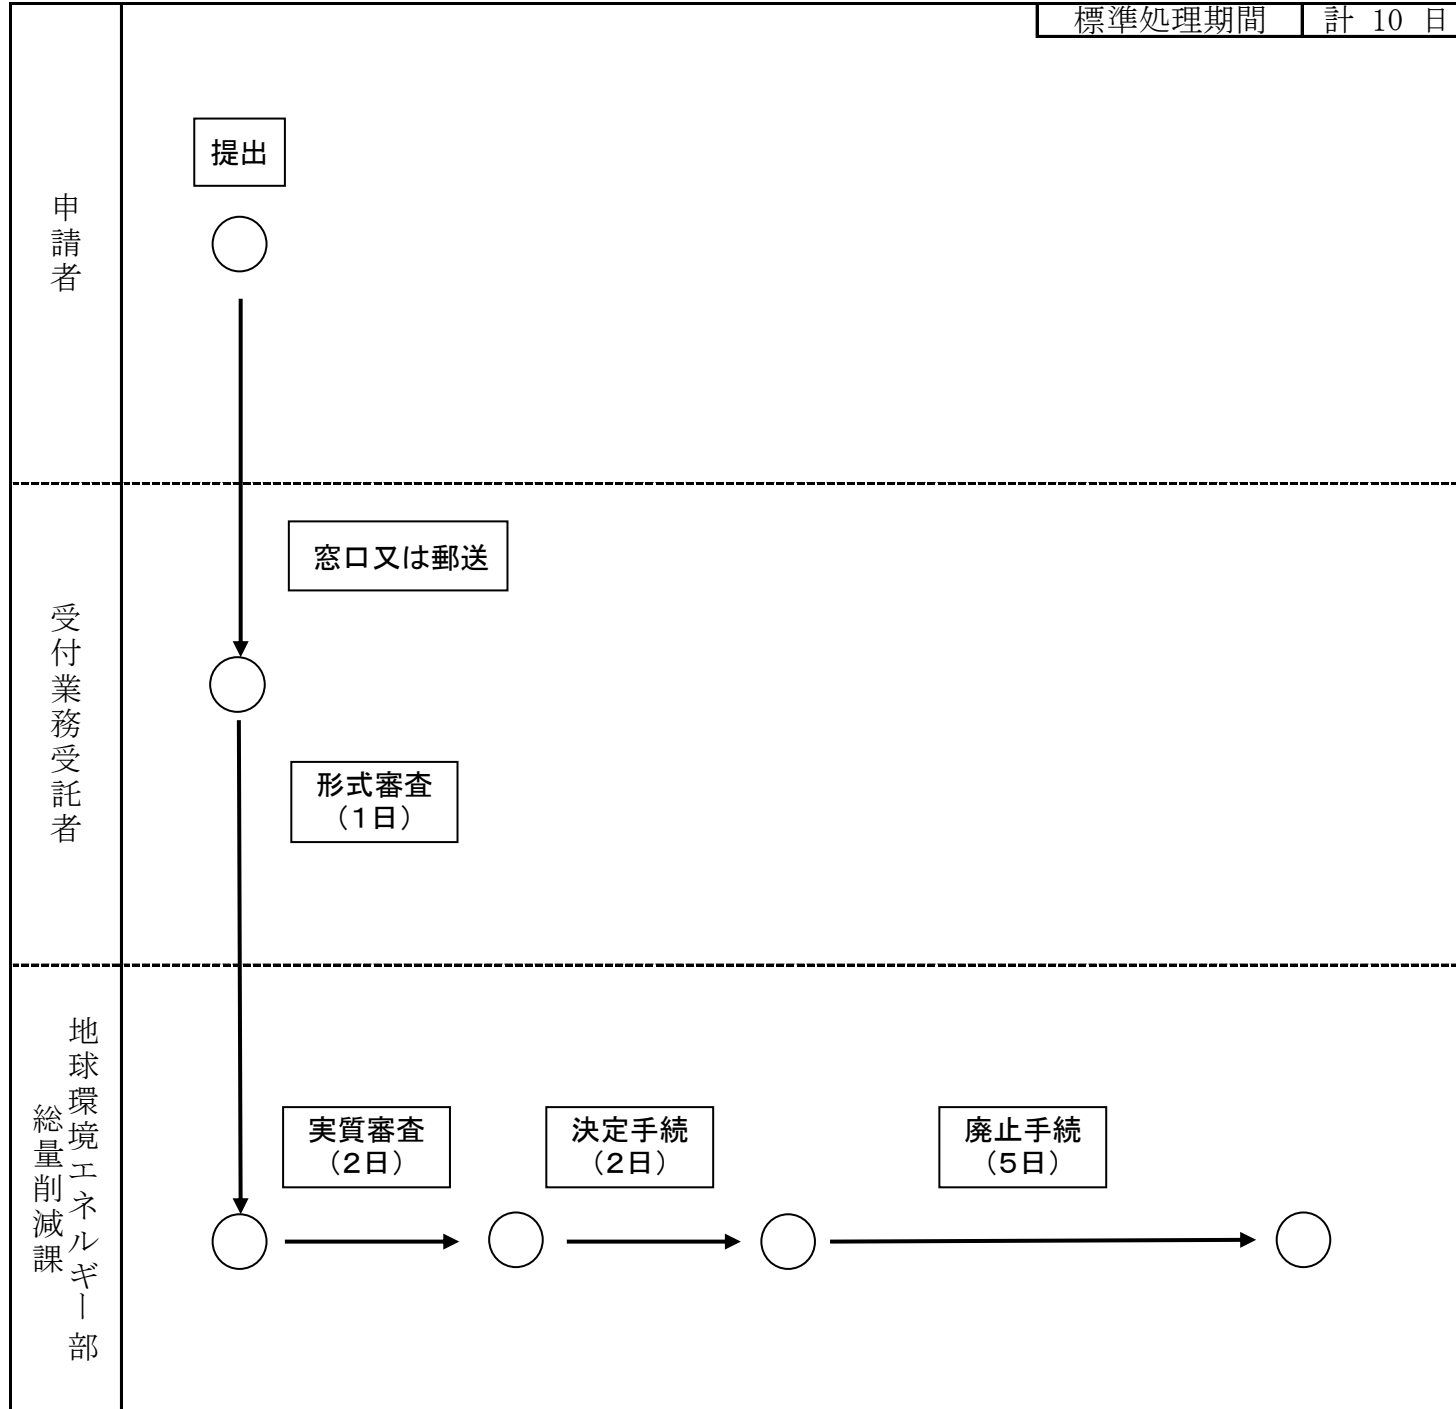 標準処理期間 計 10 日
申請者
提出
受付業務受託者
窓口又は郵送
形式審査
（1日）
地球環境エネルギー部
総量削減課
実質審査
（2日）
決定手続
（2日）
廃止手続
（5日）